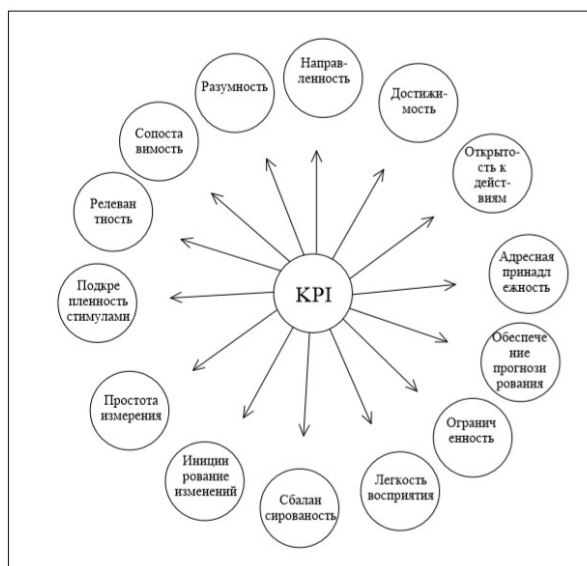 Направ-
ленность
Достижи-
мость
Открыто-
сть к
дейст-
виям
Адресная
принадл
ежность
Обеспече
ние
прогнози
рования
Огранич
енность
Легкость
восприятия
Сбалан
сированость
Иниции
рование
изменений
Простота
измерения
Подкре
пленность
стимулами
Релеван
тность
Сопоста
вимость
Разумность
KPI